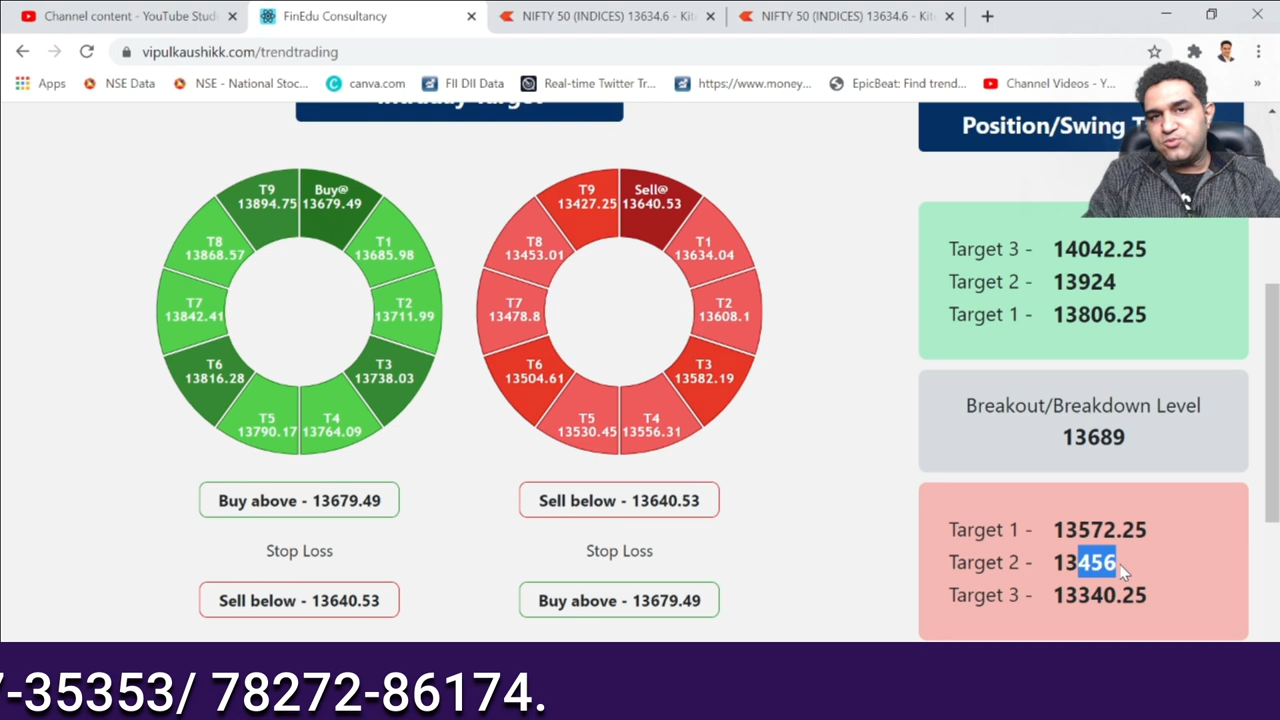 Channel content - YouTube Stud
FinEdu Consultancy
NIFTY 50 (INDICES) 13634.6 - Kit
NIFTY 50 (INDICES) 13634.6 - Kit
vipulkaushikk.com/trendtrading
Apps
NSE Data
NSE - National Stoc...
canva.com
FII DII Data
Real-time Twitter Tr...
https://www.money...
EpicBeat: Find trend...
Channel Videos - Y...
Intraday Target
Position/Swing T
T9
13894.75
Buy@
13679.49
T1
13685.98
T2
13711.99
T3
13738.03
T4
13764.09
T5
13790.17
T6
13816.28
T7
13842.41
T8
13868.57
T9
13427.25
Sell@
13640.53
T1
13634.04
T2
13608.1
T3
13582.19
T4
13556.31
T5
13530.45
T6
13504.61
T7
13478.8
T8
13453.01
Buy above - 13679.49
Stop Loss
Sell below - 13640.53
Sell below - 13640.53
Stop Loss
Buy above - 13679.49
Target 3 - 14042.25
Target 2 - 13924
Target 1 - 13806.25
Breakout/Breakdown Level
13689
Target 1 - 13572.25
Target 2 - 13456
Target 3 - 13340.25
-35353/ 78272-86174.